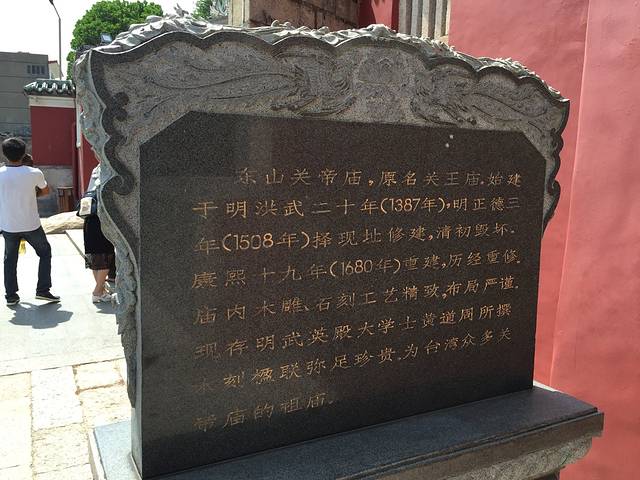 东山关帝庙,原名关王庙.始建
于明洪武二十年(1387年),明正德三
年(1508年)择现址修建,清初毁坏.
康熙十九年(1680年)重建,历经重修.
庙内木雕、石刻工艺精致,布局严谨.
现存明武英殿大学士黄道周所撰
木刻楹联弥足珍贵.为台湾众多关
帝庙的祖庙.